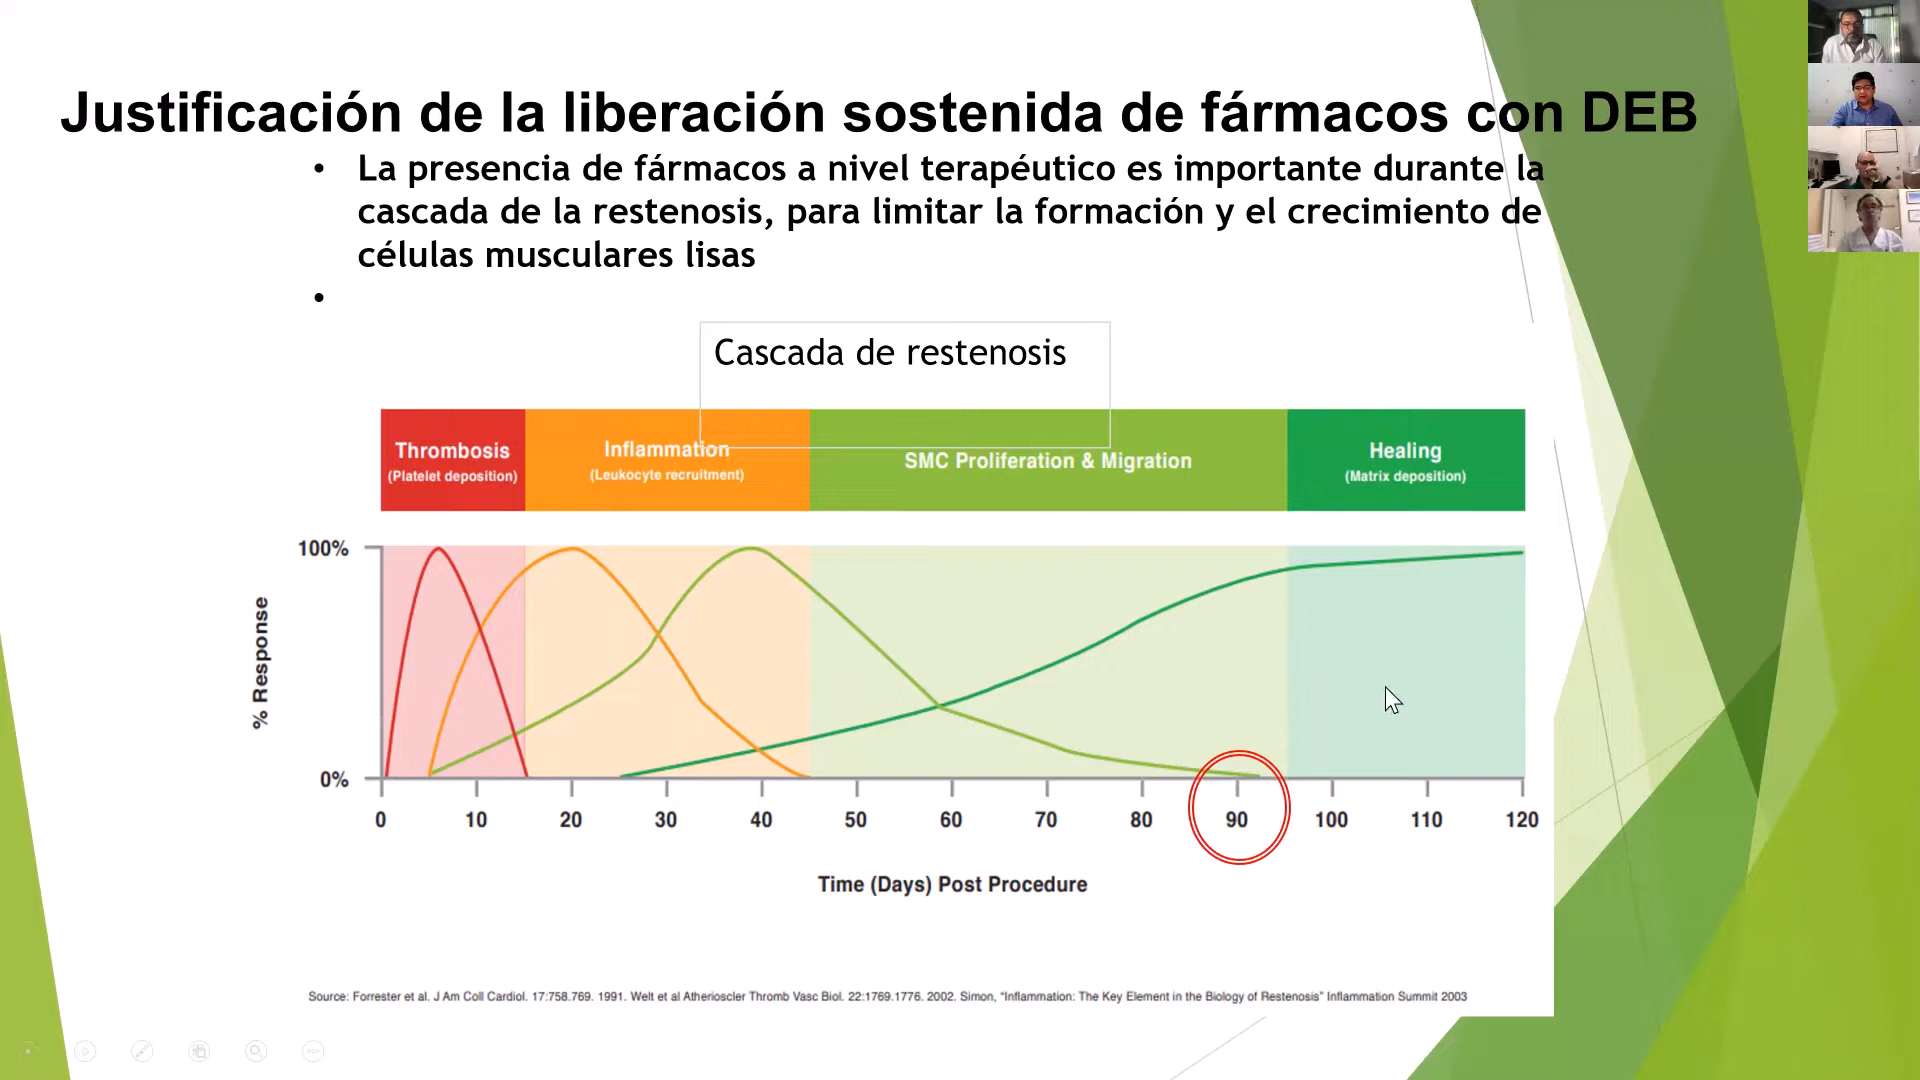 Justificación de la liberación sostenida de fármacos con DEB
• La presencia de fármacos a nivel terapéutico es importante durante la
cascada de la restenosis, para limitar la formación y el crecimiento de
células musculares lisas
•
Cascada de restenosis
Thrombosis
(Platelet deposition)
Inflammation
(Leukocyte recruitment)
SMC Proliferation & Migration
Healing
(Matrix deposition)
100%
% Response
0%
0 10 20 30 40 50 60 70 80 90 100 110 120
Time (Days) Post Procedure
Source: Forrester et al. J Am Coll Cardiol. 17:758.769. 1991. Welt et al Atherioscler Thromb Vasc Biol. 22:1769.1776. 2002. Simon, "Inflammation: The Key Element in the Biology of Restenosis" Inflammation Summit 2003